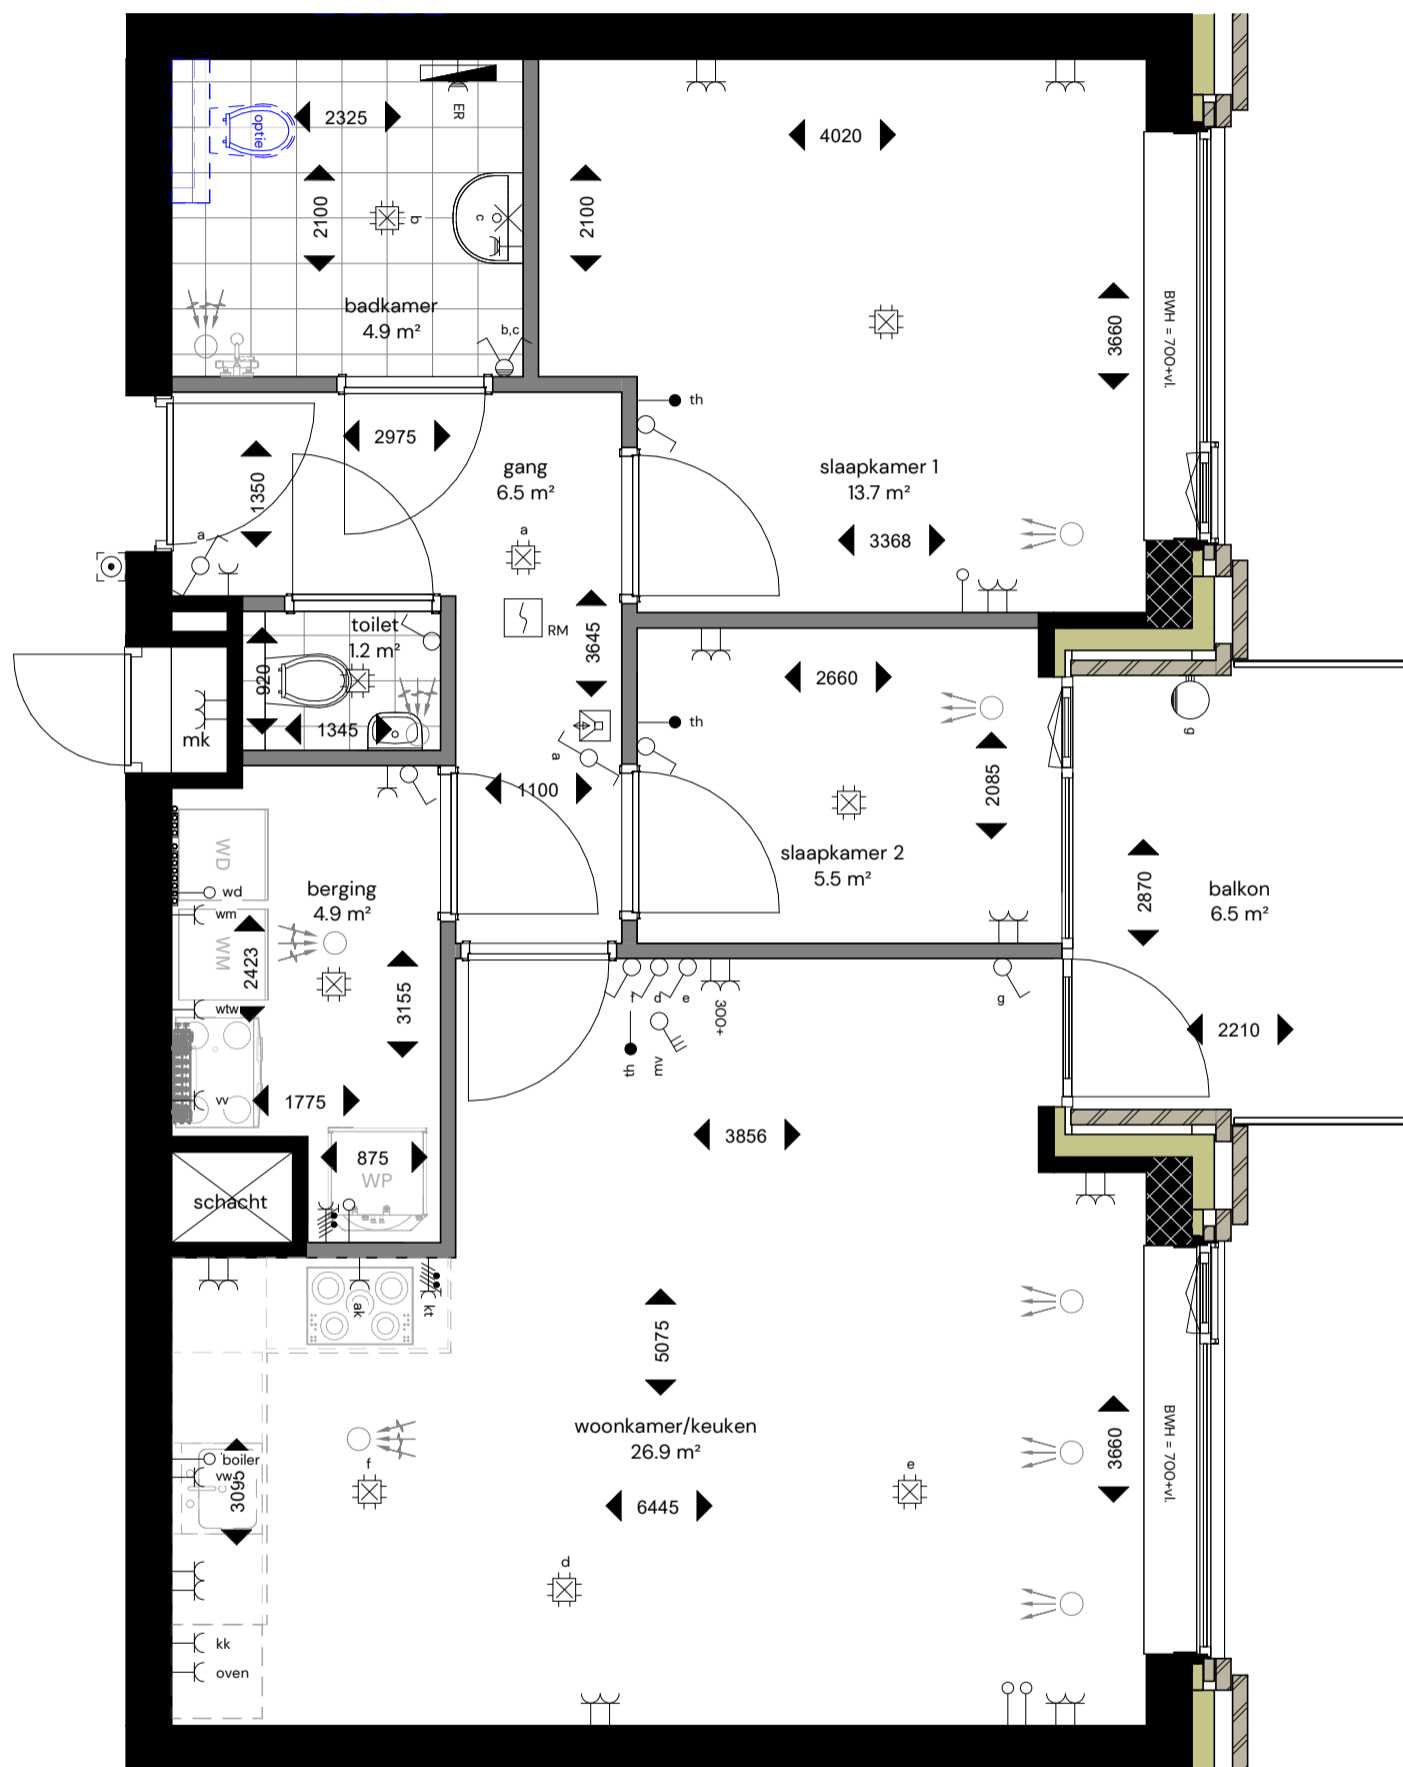 optie
2325
ER
4020
2100
b
c
2100
badkamer
4.9 m²
b,c
3660
BWH = 700+vl.
th
2975
gang
6.5 m²
slaapkamer 1
13.7 m²
1350
a
a
3368
RM
toilet
1.2 m²
3645
920
1345
mk
a
2660
th
g
2085
1100
slaapkamer 2
5.5 m²
2870
balkon
6.5 m²
WD
wd
berging
4.9 m²
wm
WM
2423
wtw
3155
f
d
e
300+
g
th
mv
2210
vv
1775
3856
875
WP
schacht
ak
kt
5075
woonkamer/keuken
26.9 m²
3660
BWH = 700+vl.
boiler
vw
3095
f
e
6445
d
kk
oven